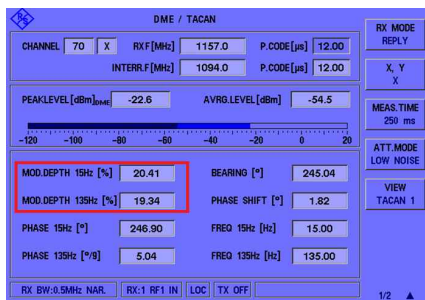 DME / TACAN
CHANNEL 70 X RXF[MHz] 1157.0 P.CODE[µs] 12.00
INTERR.F[MHz] 1094.0 P.CODE[µs] 12.00
PEAKLEVEL[dBm]DME -22.6 AVRG.LEVEL[dBm] -54.5
-120 -100 -80 -60 -40 -20 0 20
MOD.DEPTH 15Hz [%] 20.41 BEARING [°] 245.04
MOD.DEPTH 135Hz [%] 19.34 PHASE SHIFT [°] 1.82
PHASE 15Hz [°] 246.90 FREQ 15Hz [Hz] 15.00
PHASE 135Hz [°/9] 5.04 FREQ 135Hz [Hz] 135.00
RX BW:0.5MHz NAR. RX:1 RF1 IN LOC TX OFF
RX MODE
REPLY
X, Y
X
MEAS.TIME
250 ms
ATT.MODE
LOW NOISE
VIEW
TACAN 1
1/2 ▲